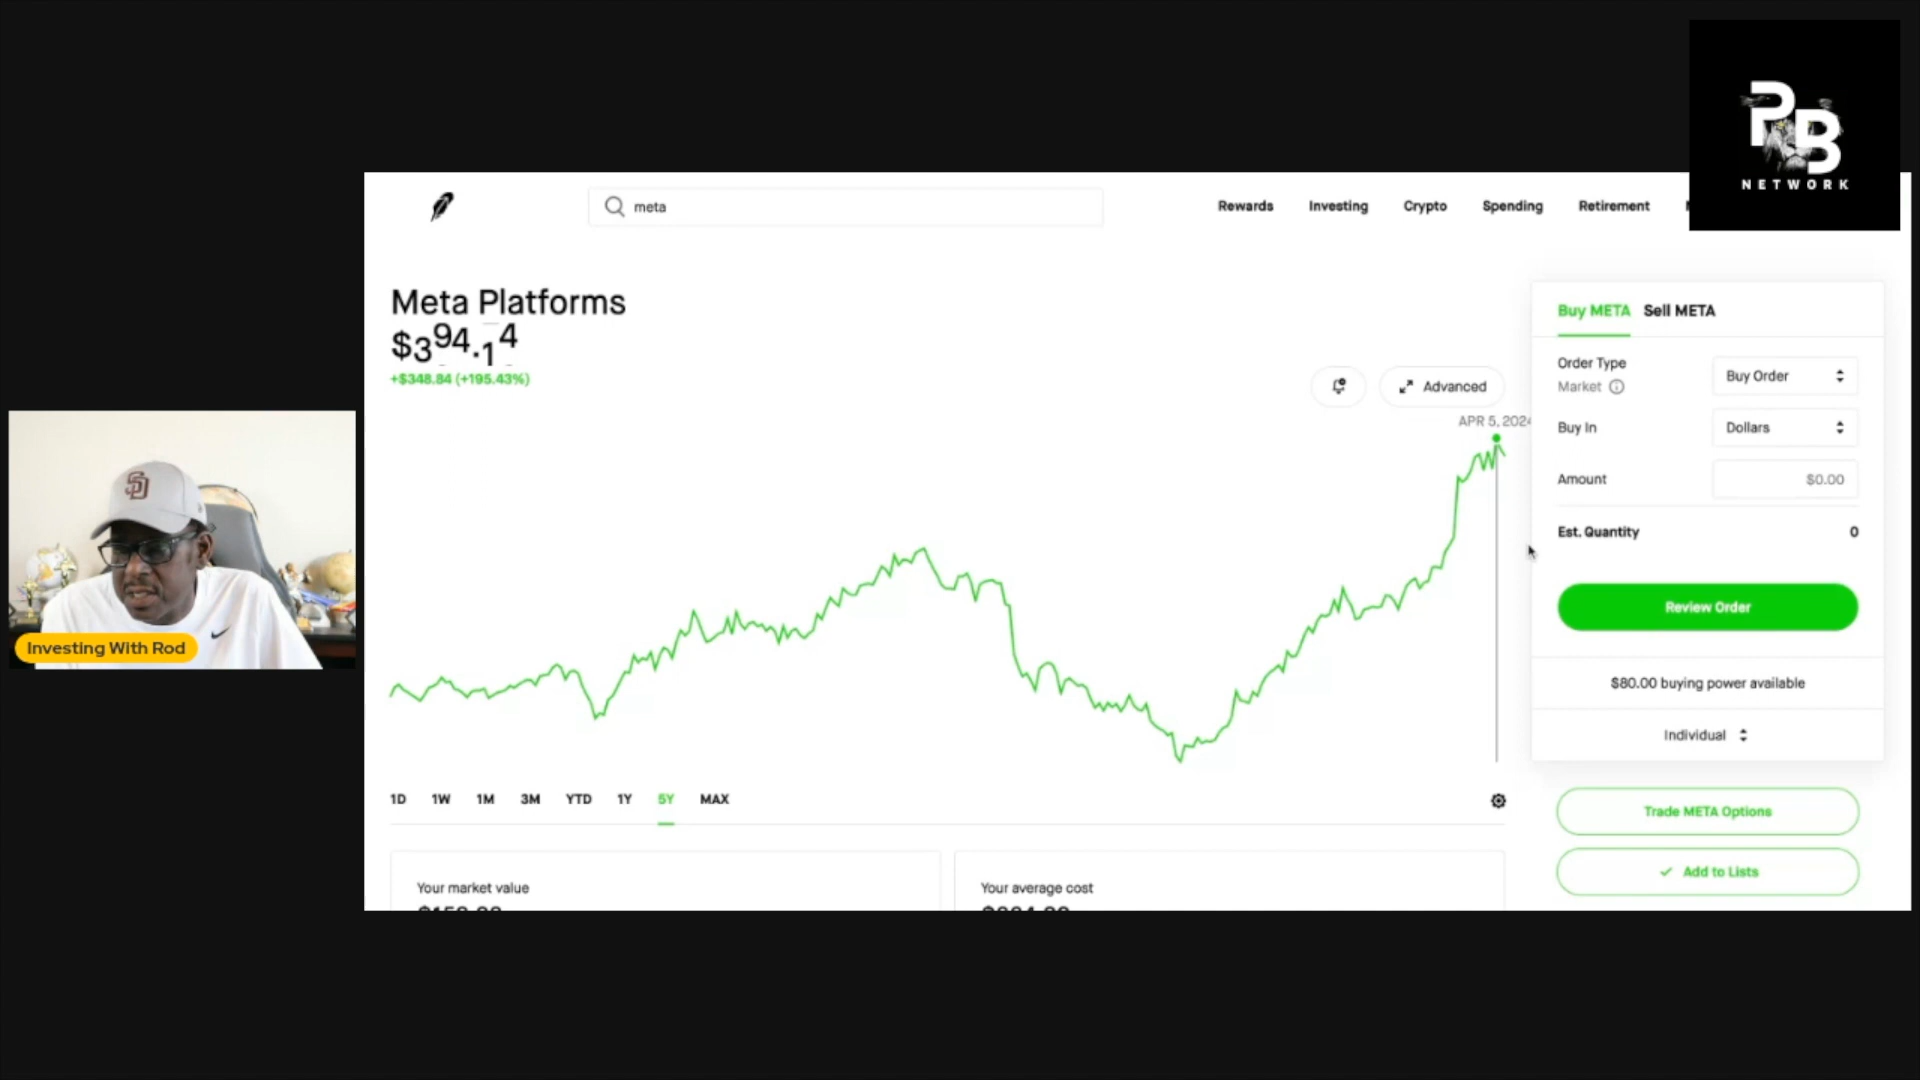 PB
NETWORK
meta
Rewards
Investing
Crypto
Spending
Retirement
Meta Platforms
+$348.84 (+195.43%)
Advanced
APR 5, 2024
Buy META
Sell META
Order Type
Market
Buy Order
Buy In
Dollars
Amount
$0.00
Est. Quantity
0
Review Order
$80.00 buying power available
Individual
Trade META Options
Add to Lists
SD
Investing With Rod
1D
1W
1M
3M
YTD
1Y
5Y
MAX
Your market value
Your average cost